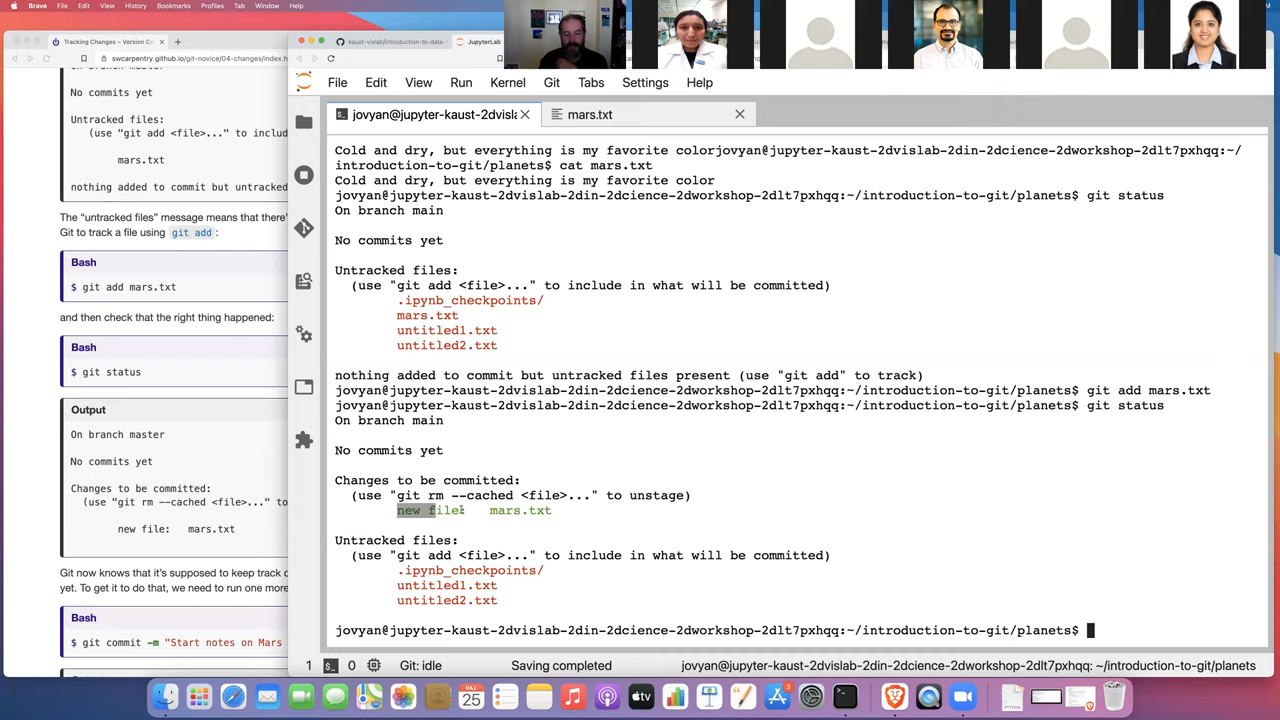 Brave File Edit View History Bookmarks Profiles Tab Window Help
Tracking Changes – Version C
swcarpentry.github.io/git-novice/04-changes/index.h
No commits yet
Untracked files:
(use "git add <file>..." to includ
mars.txt
nothing added to commit but untracked
The “untracked files” message means that there’
Git to track a file using git add:
Bash
$ git add mars.txt
and then check that the right thing happened:
Bash
$ git status
Output
On branch master
No commits yet
Changes to be committed:
(use "git rm --cached <file>..." to
new file: mars.txt
Git now knows that it’s supposed to keep track o
yet. To get it to do that, we need to run one more
Bash
$ git commit -m "Start notes on Mars
kaust-vislab/introduction-to-data-
JupyterLab
File Edit View Run Kernel Git Tabs Settings Help
jovyan@jupyter-kaust-2dvisla
mars.txt
Cold and dry, but everything is my favorite colorjovyan@jupyter-kaust-2dvislab-2din-2dcience-2dworkshop-2dlt7pxhqq:~/
introduction-to-git/planets$ cat mars.txt
Cold and dry, but everything is my favorite color
jovyan@jupyter-kaust-2dvislab-2din-2dcience-2dworkshop-2dlt7pxhqq:~/introduction-to-git/planets$ git status
On branch main
No commits yet
Untracked files:
(use "git add <file>..." to include in what will be committed)
.ipynb_checkpoints/
mars.txt
untitled1.txt
untitled2.txt
nothing added to commit but untracked files present (use "git add" to track)
jovyan@jupyter-kaust-2dvislab-2din-2dcience-2dworkshop-2dlt7pxhqq:~/introduction-to-git/planets$ git add mars.txt
jovyan@jupyter-kaust-2dvislab-2din-2dcience-2dworkshop-2dlt7pxhqq:~/introduction-to-git/planets$ git status
On branch main
No commits yet
Changes to be committed:
(use "git rm --cached <file>..." to unstage)
new file: mars.txt
Untracked files:
(use "git add <file>..." to include in what will be committed)
.ipynb_checkpoints/
untitled1.txt
untitled2.txt
jovyan@jupyter-kaust-2dvislab-2din-2dcience-2dworkshop-2dlt7pxhqq:~/introduction-to-git/planets$
1 0 Git: idle Saving completed jovyan@jupyter-kaust-2dvislab-2din-2dcience-2dworkshop-2dlt7pxhqq: ~/introduction-to-git/planets
25
3